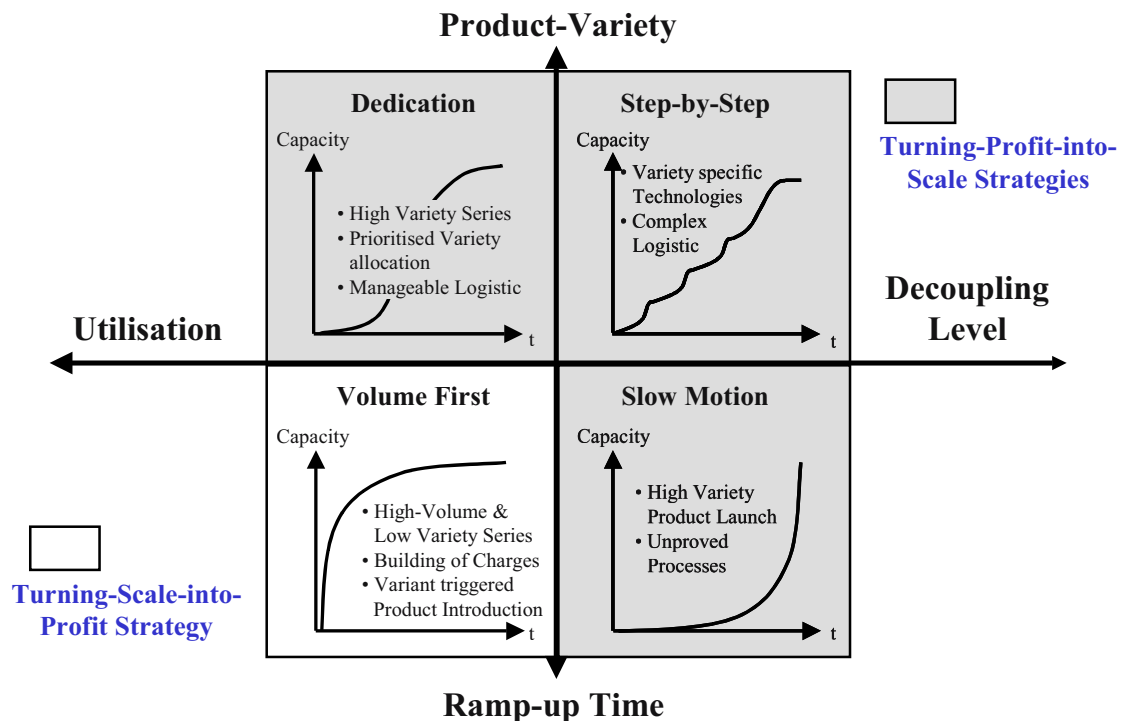 Product-Variety
Dedication
Capacity
• High Variety Series
• Prioritised Variety
allocation
• Manageable Logistic
t
Step-by-Step
Capacity
• Variety specific
Technologies
• Complex
Logistic
t
Turning-Profit-into-
Scale Strategies
Utilisation
Decoupling
Level
Volume First
Capacity
• High-Volume &
Low Variety Series
• Building of Charges
• Variant triggered
Product Introduction
t
Slow Motion
Capacity
• High Variety
Product Launch
• Unproved
Processes
t
Turning-Scale-into-
Profit Strategy
Ramp-up Time